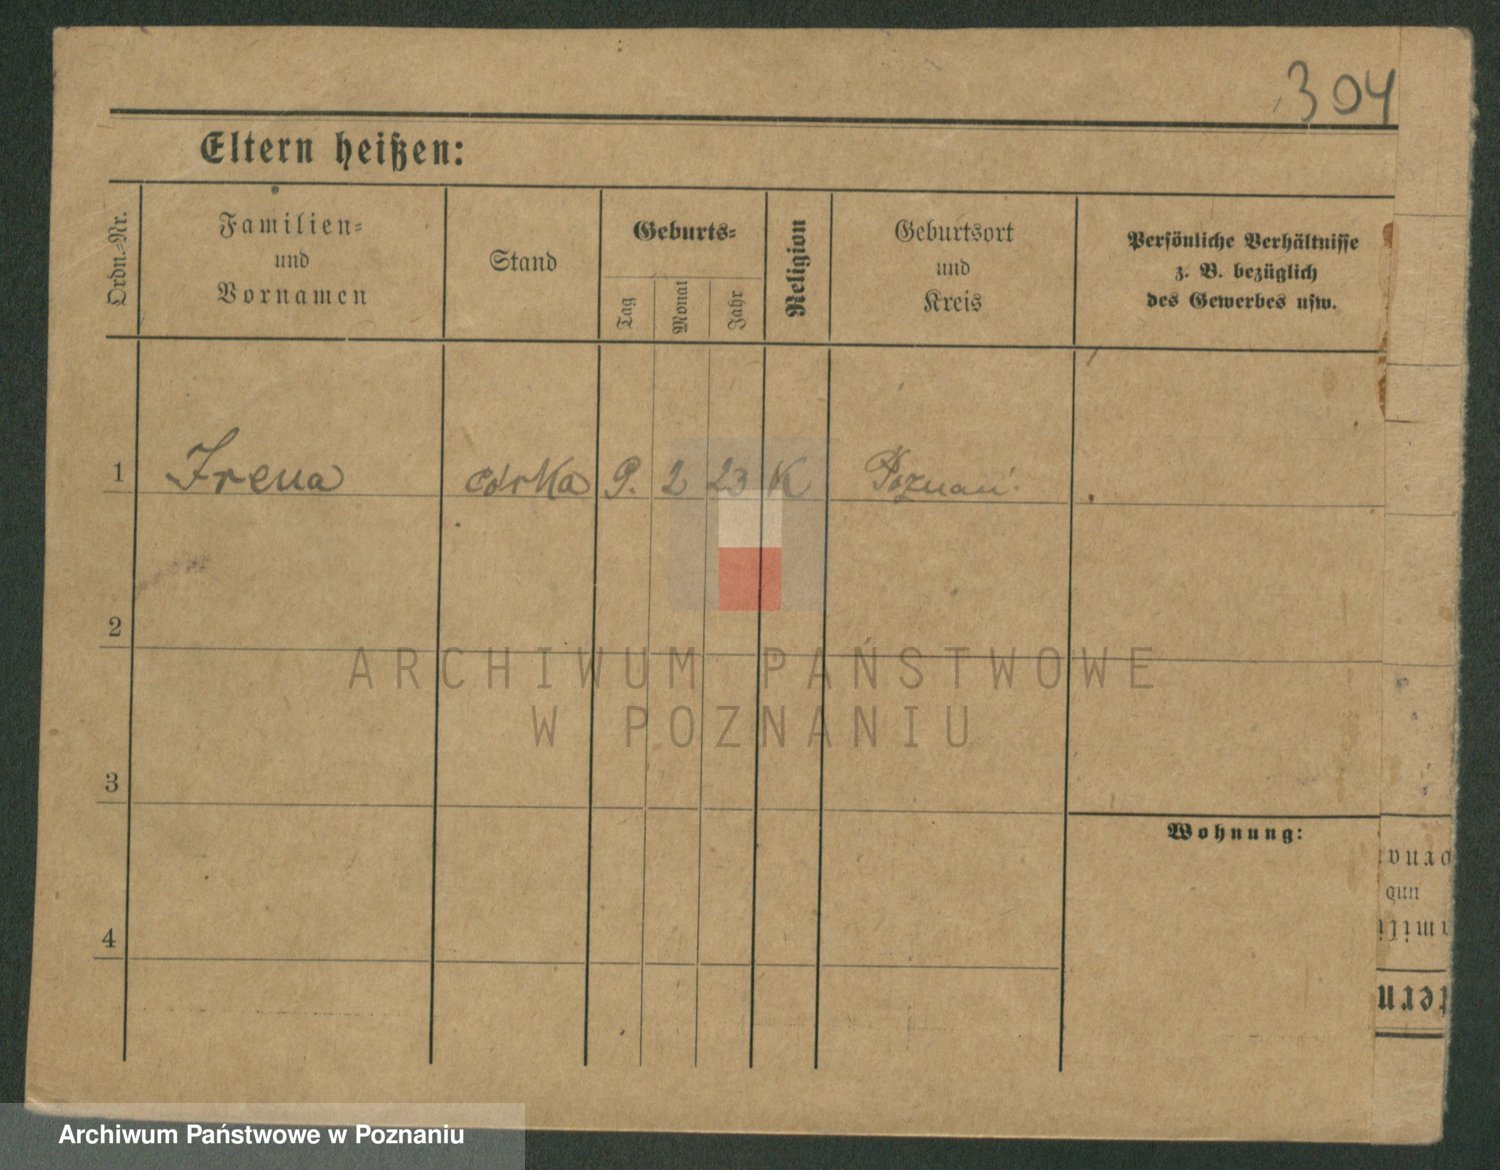 304
Eltern heißen:
Ordn.-Nr.
Familien-
und
Vornamen
Stand
Geburts-
Tag
Monat
Jahr
Religion
Geburtsort
und
Kreis
Persönliche Verhältnisse
z. B. bezüglich
des Gewerbes usw.
1 Irena córka 9. 2 23 K Poznań.
2
3
4
Wohnung:
ARCHIWUM PAŃSTWOWE
W POZNANIU
und
Archiwum Państwowe w Poznaniu